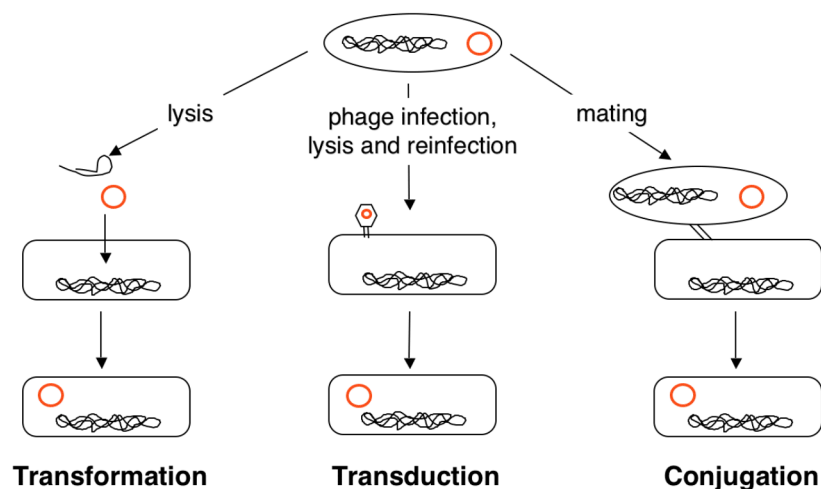 lysis
phage infection,
lysis and reinfection
mating
Transformation
Transduction
Conjugation